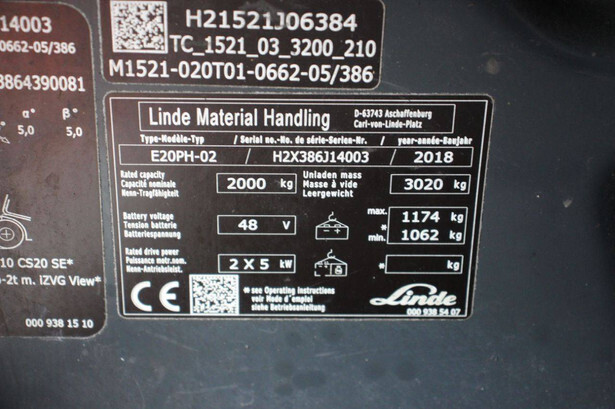 14003
0662-05/386
3864390081
α° β°
5,0 5,0
10 CS20 SE*
-2t m. iZVG View*
000 938 15 10
H21521J06384
TC_1521_03_3200_210
M1521-020T01-0662-05/386
Linde Material Handling
D-63743 Aschaffenburg
Carl-von-Linde-Platz
Type-Modèle-Typ / Serial no.-No. de série-Serien-Nr. / year-année-Baujahr
E20PH-02 / H2X386J14003 / 2018
Rated capacity
Capacité nominale
Nenn-Tragfähigkeit
2000 kg
Unladen mass
Masse à vide
Leergewicht
3020 kg
Battery voltage
Tension batterie
Batteriespannung
48 V
max. 1174 kg
*
min. 1062 kg
Rated drive power
Puissance motr.nom.
Nenn-Antriebsleist.
2 X 5 kW
* kg
CE
* see Operating instructions
voir Mode d'emploi
siehe Betriebsanleitung
Linde
000 938 54 07